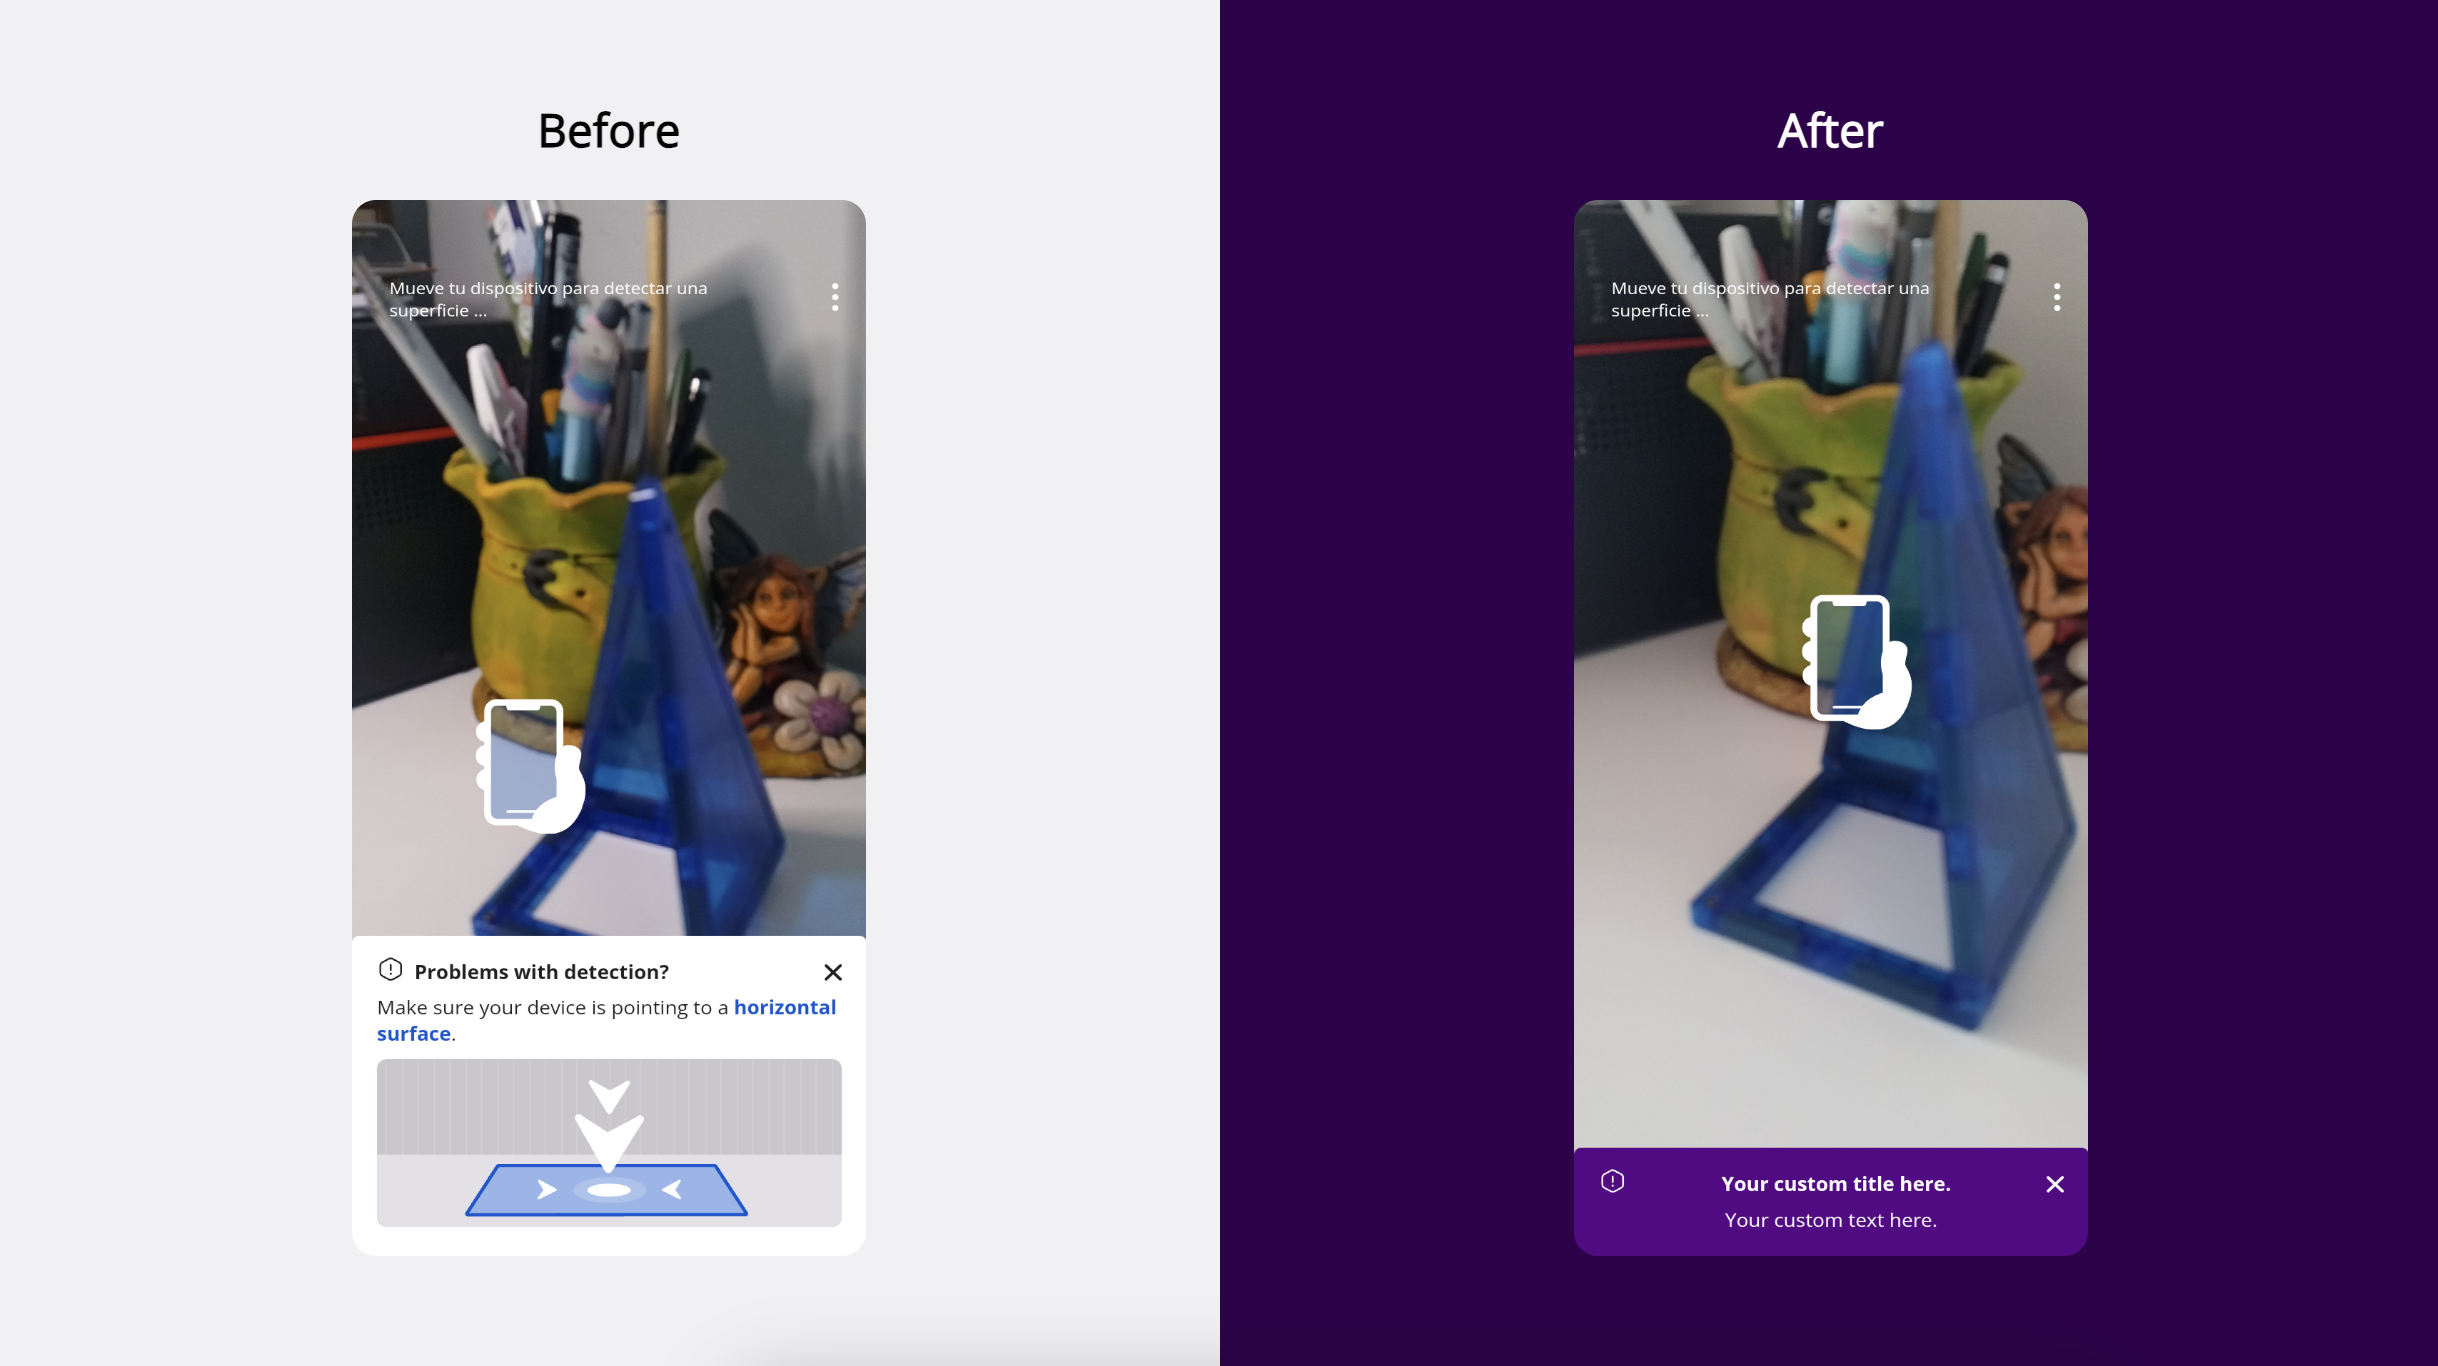 Before
Mueve tu dispositivo para detectar una
superficie ...
Problems with detection?
Make sure your device is pointing to a horizontal
surface.
After
Mueve tu dispositivo para detectar una
superficie ...
Your custom title here.
Your custom text here.